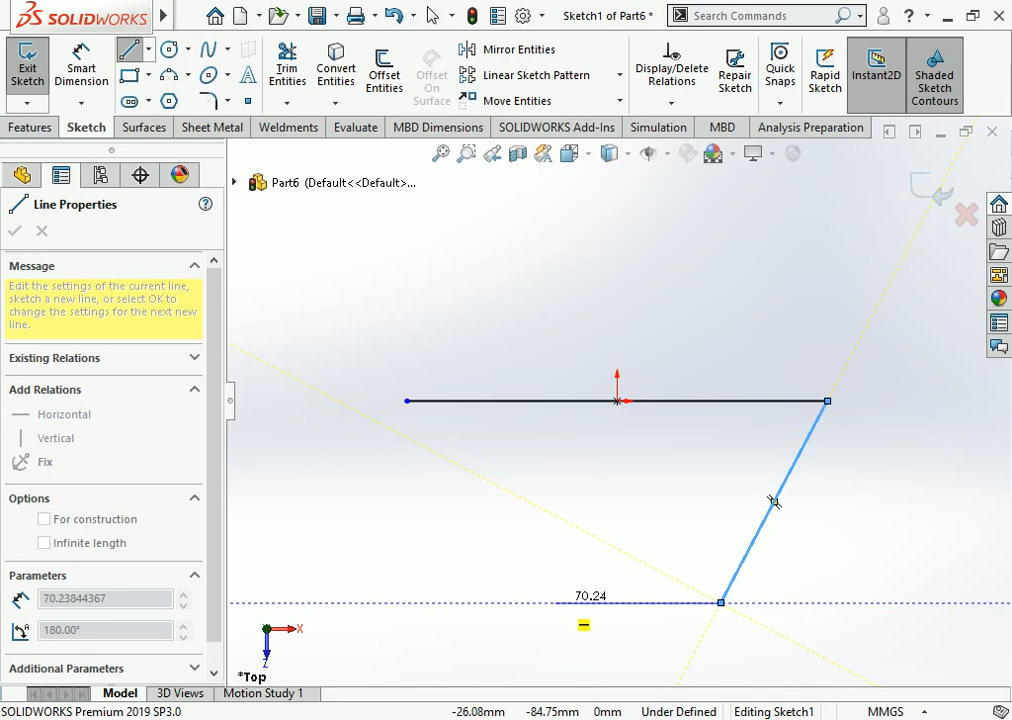 SOLIDWORKS
Sketch1 of Part6 *
Search Commands
?
Exit Sketch
Smart Dimension
Trim Entities
Convert Entities
Offset Entities
Offset On Surface
Mirror Entities
Linear Sketch Pattern
Move Entities
Display/Delete Relations
Repair Sketch
Quick Snaps
Rapid Sketch
Instant2D
Shaded Sketch Contours
Features
Sketch
Surfaces
Sheet Metal
Weldments
Evaluate
MBD Dimensions
SOLIDWORKS Add-Ins
Simulation
MBD
Analysis Preparation
Part6 (Default<<Default>...
Line Properties
?
Message
Edit the settings of the current line,
sketch a new line, or select OK to
change the settings for the next new
line.
Existing Relations
Add Relations
Horizontal
Vertical
Fix
Options
For construction
Infinite length
Parameters
70.23844367
180.00°
Additional Parameters
70.24
X
Z
*Top
Model
3D Views
Motion Study 1
SOLIDWORKS Premium 2019 SP3.0
-26.08mm
-84.75mm
0mm
Under Defined
Editing Sketch1
MMGS